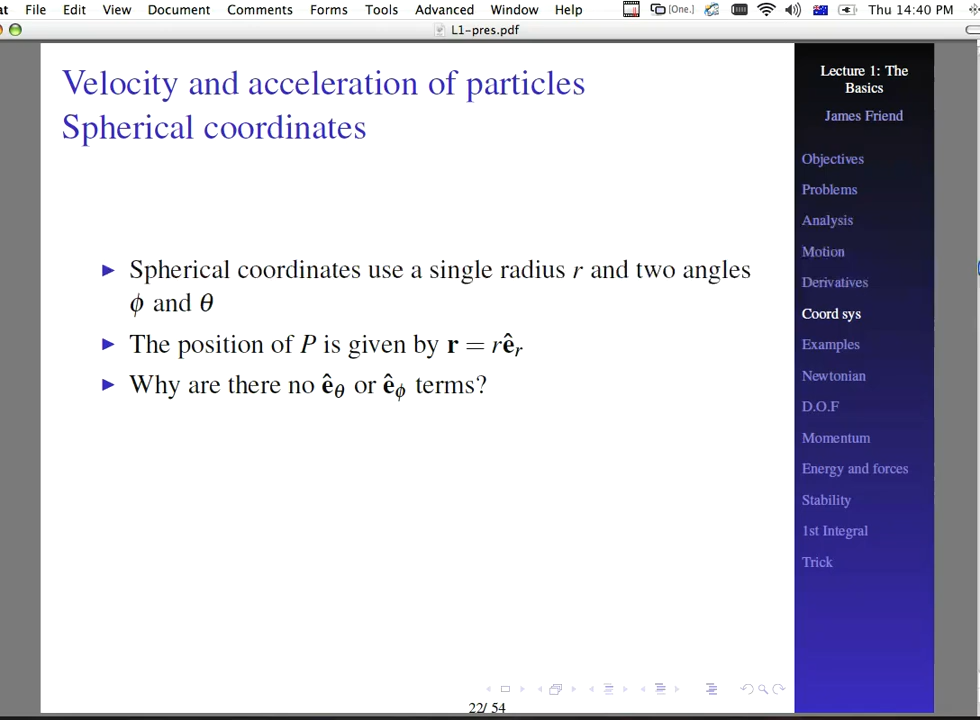 at File Edit View Document Comments Forms Tools Advanced Window Help [One.] Thu 14:40 PM
L1-pres.pdf
Velocity and acceleration of particles
Spherical coordinates
▶ Spherical coordinates use a single radius r and two angles
ϕ and θ
▶ The position of P is given by 𝐫 = r𝐞̂ᵣ
▶ Why are there no ê_θ or ê_ϕ terms?
22/ 54
Lecture 1: The
Basics
James Friend
Objectives
Problems
Analysis
Motion
Derivatives
Coord sys
Examples
Newtonian
D.O.F
Momentum
Energy and forces
Stability
1st Integral
Trick